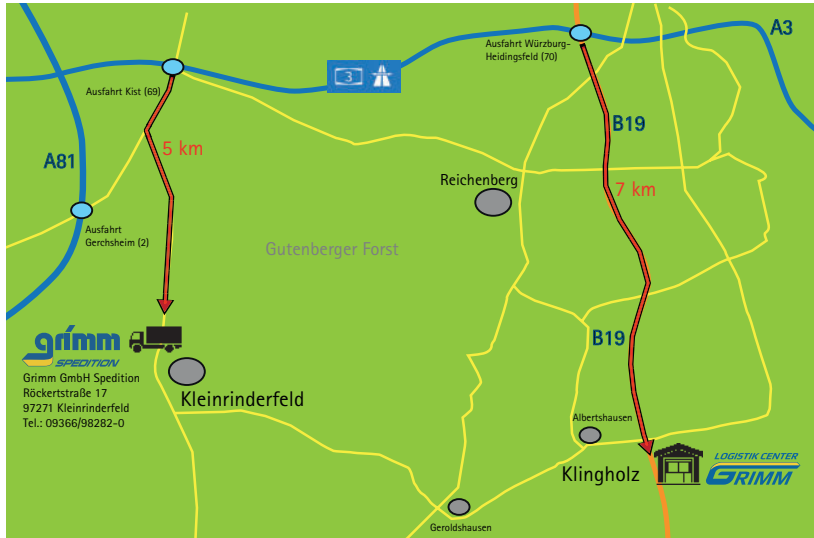 A3
Ausfahrt Würzburg-
Heidingsfeld (70)
3
Ausfahrt Kist (69)
B19
5 km
A81
Reichenberg
7 km
Ausfahrt
Gerchsheim (2)
Gutenberger Forst
B19
grimm
SPEDITION
Grimm GmbH Spedition
Röckertstraße 17
97271 Kleinrinderfeld
Tel.: 09366/98282-0
Kleinrinderfeld
Albertshausen
Klingholz
LOGISTIK CENTER
GRIMM
Geroldshausen